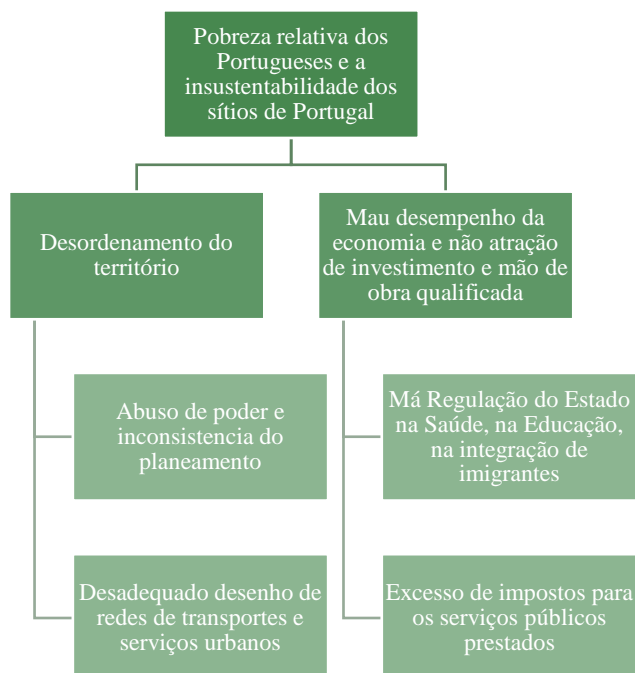 Pobreza relativa dos
Portugueses e a
insustentabilidade dos
sítios de Portugal
Desordenamento do
território
Mau desempenho da
economia e não atração
de investimento e mão de
obra qualificada
Abuso de poder e
inconsistencia do
planeamento
Má Regulação do Estado
na Saúde, na Educação,
na integração de
imigrantes
Desadequado desenho de
redes de transportes e
serviços urbanos
Excesso de impostos para
os serviços públicos
prestados